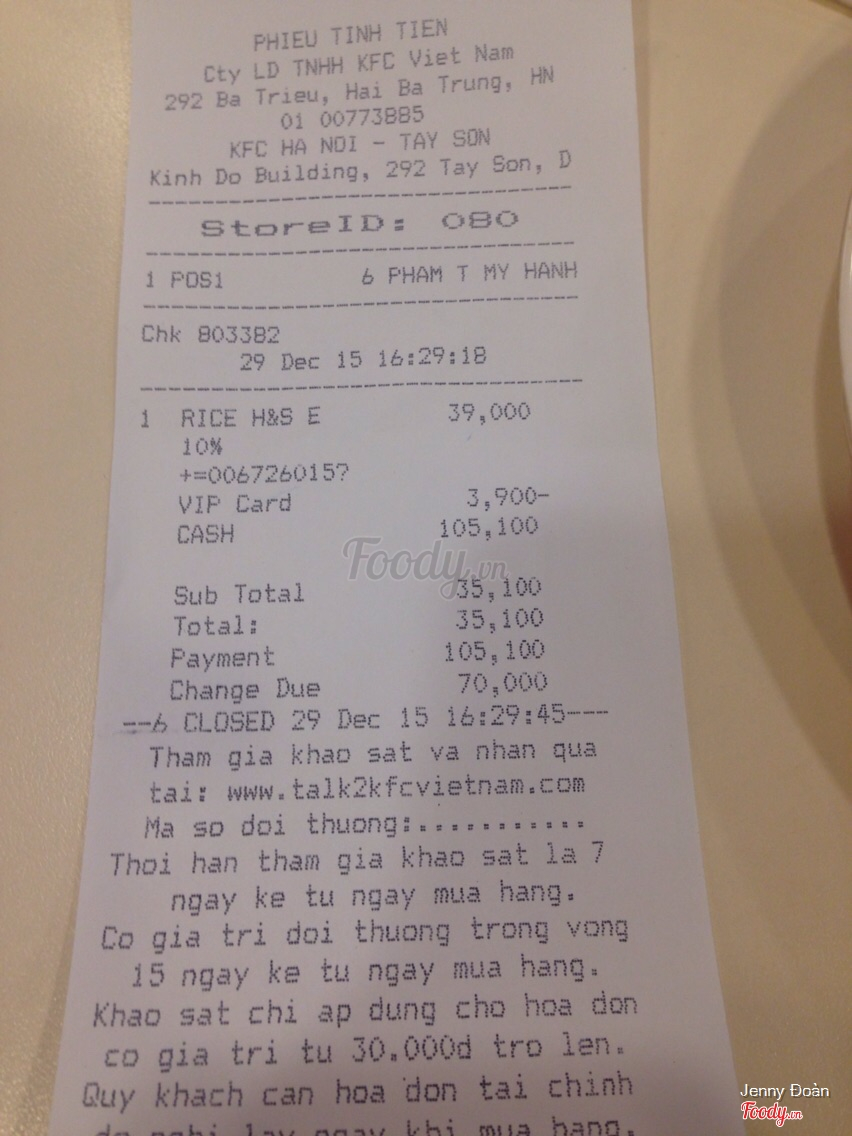 PHIEU TINH TIEN
Cty LD TNHH KFC Viet Nam
292 Ba Trieu, Hai Ba Trung, HN
01 00773885
KFC HA NOI - TAY SON
Kinh Do Building, 292 Tay Son, D
StoreID: 080
1 POS1 6 PHAM T MY HANH
Chk 803382
29 Dec 15 16:29:18
1 RICE H&S E 39,000
10%
+=006726015?
VIP Card 3,900-
CASH 105,100
Foody.vn
Sub Total 35,100
Total: 35,100
Payment 105,100
Change Due 70,000
--6 CLOSED 29 Dec 15 16:29:45---
Tham gia khao sat va nhan qua
tai: www.talk2kfcvietnam.com
Ma so doi thuong:...........
Thoi han tham gia khao sat la 7
ngay ke tu ngay mua hang.
Co gia tri doi thuong trong vong
15 ngay ke tu ngay mua hang.
Khao sat chi ap dung cho hoa don
co gia tri tu 30.000d tro len.
Quy khach can hoa don tai chinh
de nghi lay ngay khi mua hang.
Jenny Đoàn
Foody.vn